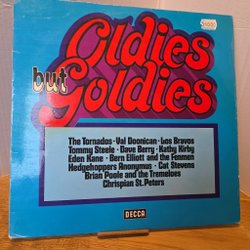 Oldies
but
Goldies
The Tornados · Val Doonican · Los Bravos
Tommy Steele · Dave Berry · Kathy Kirby
Eden Kane · Bern Elliott and the Fenmen
Hedgehoppers Anonymus · Cat Stevens
Brian Poole and the Tremeloes
Chrispian St. Peters
DECCA